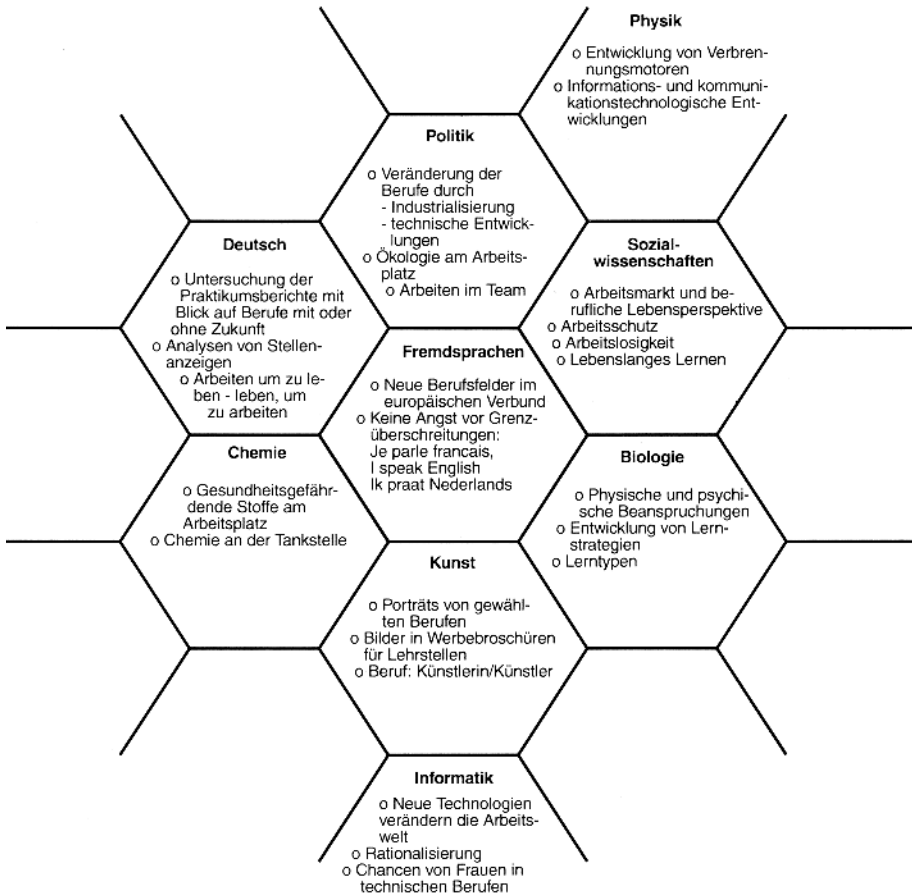 Physik
o Entwicklung von Verbren-
nungsmotoren
o Informations- und kommuni-
kationstechnologische Ent-
wicklungen
Politik
o Veränderung der
Berufe durch
- Industrialisierung
- technische Entwick-
lungen
o Ökologie am Arbeits-
platz
o Arbeiten im Team
Deutsch
o Untersuchung der
Praktikumsberichte mit
Blick auf Berufe mit oder
ohne Zukunft
o Analysen von Stellen-
anzeigen
o Arbeiten um zu le-
ben - leben, um
zu arbeiten
Sozial-
wissenschaften
o Arbeitsmarkt und be-
rufliche Lebensperspektive
o Arbeitsschutz
o Arbeitslosigkeit
o Lebenslanges Lernen
Fremdsprachen
o Neue Berufsfelder im
europäischen Verbund
o Keine Angst vor Grenz-
überschreitungen:
Je parle francais,
I speak English
Ik praat Nederlands
Chemie
o Gesundheitsgefähr-
dende Stoffe am
Arbeitsplatz
o Chemie an der Tankstelle
Biologie
o Physische und psychi-
sche Beanspruchungen
o Entwicklung von Lern-
strategien
o Lerntypen
Kunst
o Porträts von gewähl-
ten Berufen
o Bilder in Werbebroschüren
für Lehrstellen
o Beruf: Künstlerin/Künstler
Informatik
o Neue Technologien
verändern die Arbeits-
welt
o Rationalisierung
o Chancen von Frauen in
technischen Berufen